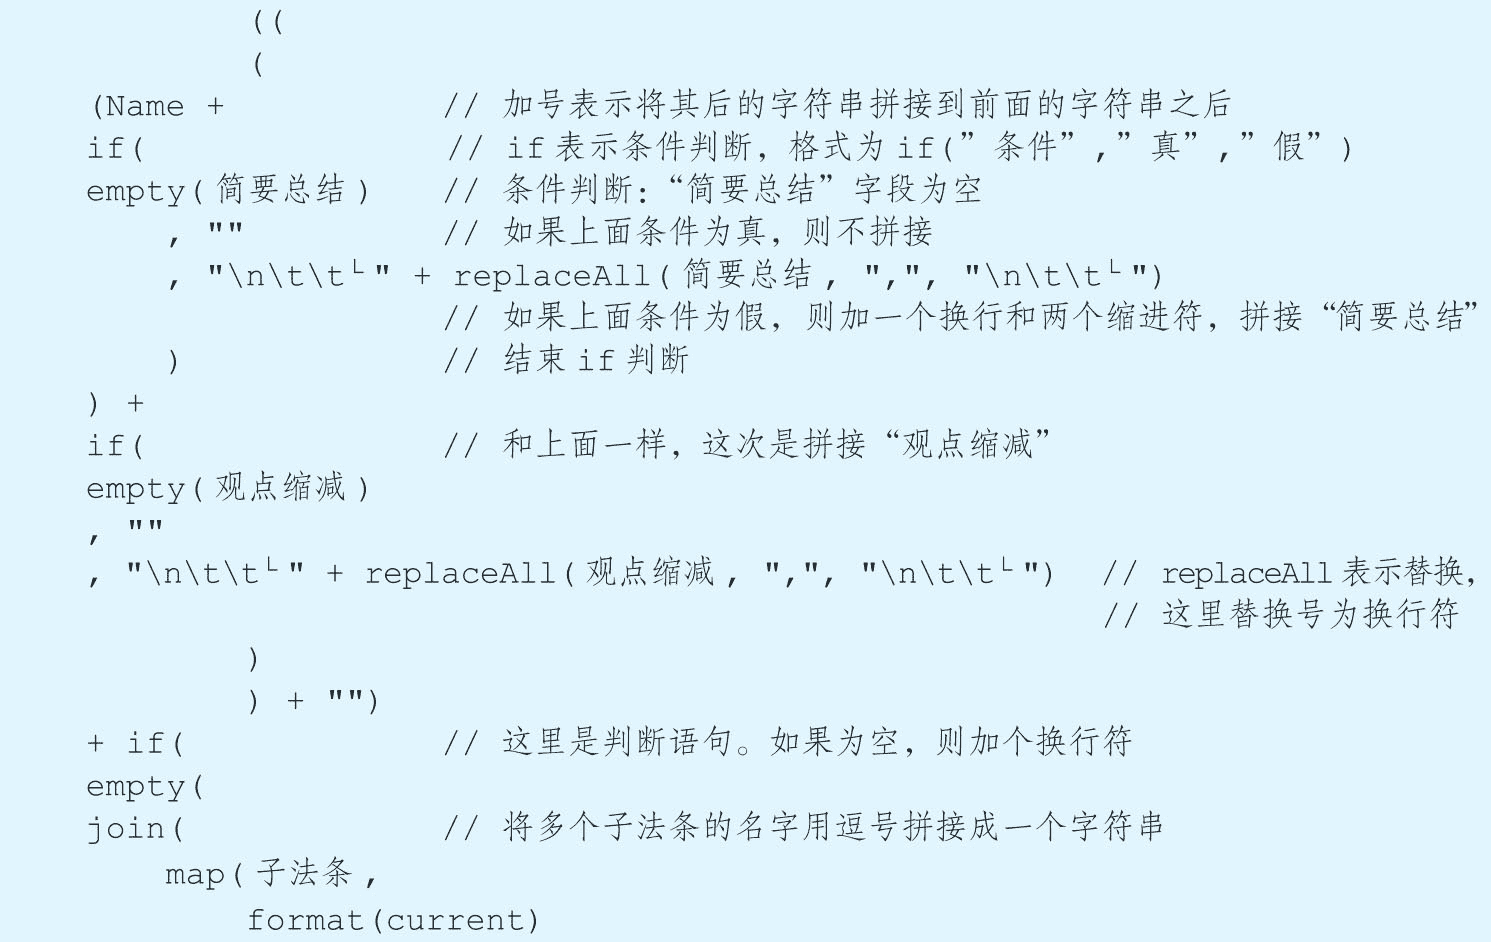 ((
(
(Name + // 加号表示将其后的字符串拼接到前面的字符串之后
if( // if 表示条件判断，格式为 if(”条件”,”真”,”假”)
empty(简要总结) // 条件判断：“简要总结”字段为空
, "" // 如果上面条件为真，则不拼接
, "\n\t\t└ " + replaceAll(简要总结, ",", "\n\t\t└ ")
// 如果上面条件为假，则加一个换行和两个缩进符，拼接“简要总结”
) // 结束 if 判断
) +
if( // 和上面一样，这次是拼接“观点缩减”
empty(观点缩减)
, ""
, "\n\t\t└ " + replaceAll(观点缩减, ",", "\n\t\t└ ") // replaceAll 表示替换，
// 这里替换号为换行符
)
) + "")
+ if( // 这里是判断语句。如果为空，则加个换行符
empty(
join( // 将多个子法条的名字用逗号拼接成一个字符串
map(子法条,
format(current)